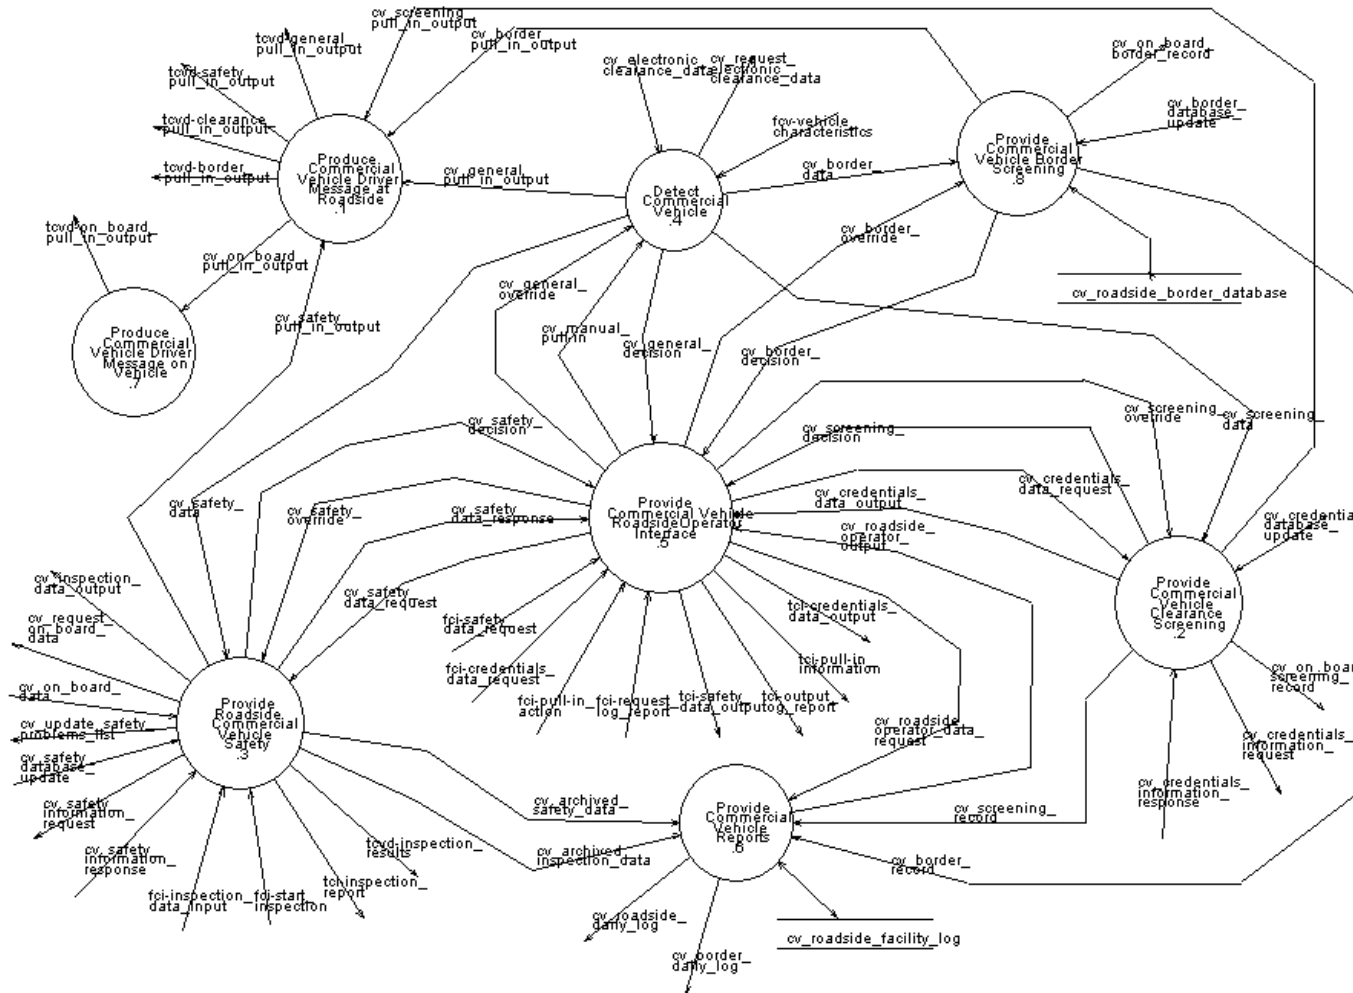 cv_screening_
pull_in_output
tcvd-general_
pull_in_output
cv_border_
pull_in_output
tcvd-safety_
pull_in_output
cv_electronic_
clearance_data
cv_request_
electronic_
clearance_data
cv_on_board_
border_record
tcvd-clearance_
pull_in_output
fcv-vehicle_
characteristics
cv_border_
database_
update
tcvd-border_
pull_in_output
Produce
Commercial
Vehicle Driver
Message at
Roadside
.1
cv_general_
pull_in_output
Detect
Commercial
Vehicle
.4
cv_border_
data
Provide
Commercial
Vehicle Border
Screening
.8
tcvd-on_board_
pull_in_output
cv_on_board_
pull_in_output
cv_border_
override
cv_roadside_border_database
cv_general_
override
cv_safety_
pull_in_output
cv_manual_
pull-in
cv_general_
decision
cv_border_
decision
Produce
Commercial
Vehicle Driver
Message on
Vehicle
.7
cv_safety_
decision
cv_screening_
decision
cv_screening_
override
cv_screening_
data
cv_safety_
data
cv_safety_
override
cv_safety_
data_response
Provide
Commercial Vehicle
RoadsideOperator
Interface
.5
cv_credentials_
data_output
cv_credentials_
data_request
cv_roadside_
operator_
output
cv_credential
database_
update
cv_inspection_
data_output
cv_request_
on_board_
data
cv_safety_
data_request
fci-safety_
data_request
fci-credentials_
data_request
tci-credentials_
data_output
tci-pull-in_
information
Provide
Commercial
Vehicle
Clearance
Screening
.2
cv_on_board_
data
cv_update_safety_
problems_list
cv_safety_
database_
update
Provide
Roadside
Commercial
Vehicle
Safety
.3
fci-pull-in_
action
fci-request_
log_report
tci-safety_
data_output
tci-output_
log_report
cv_on_board
screening_
record
cv_roadside_
operator_data_
request
cv_credentials_
information_
request
cv_credentials_
information_
response
cv_safety_
information_
request
cv_safety_
information_
response
cv_archived_
safety_data
Provide
Commercial
Vehicle
Reports
.6
cv_screening_
record
tcvd-inspection_
results
cv_archived_
inspection_data
cv_border_
record
fci-inspection_
data_input
fci-start_
inspection
tci-inspection_
report
cv_roadside_
daily_log
cv_border_
daily_log
cv_roadside_facility_log